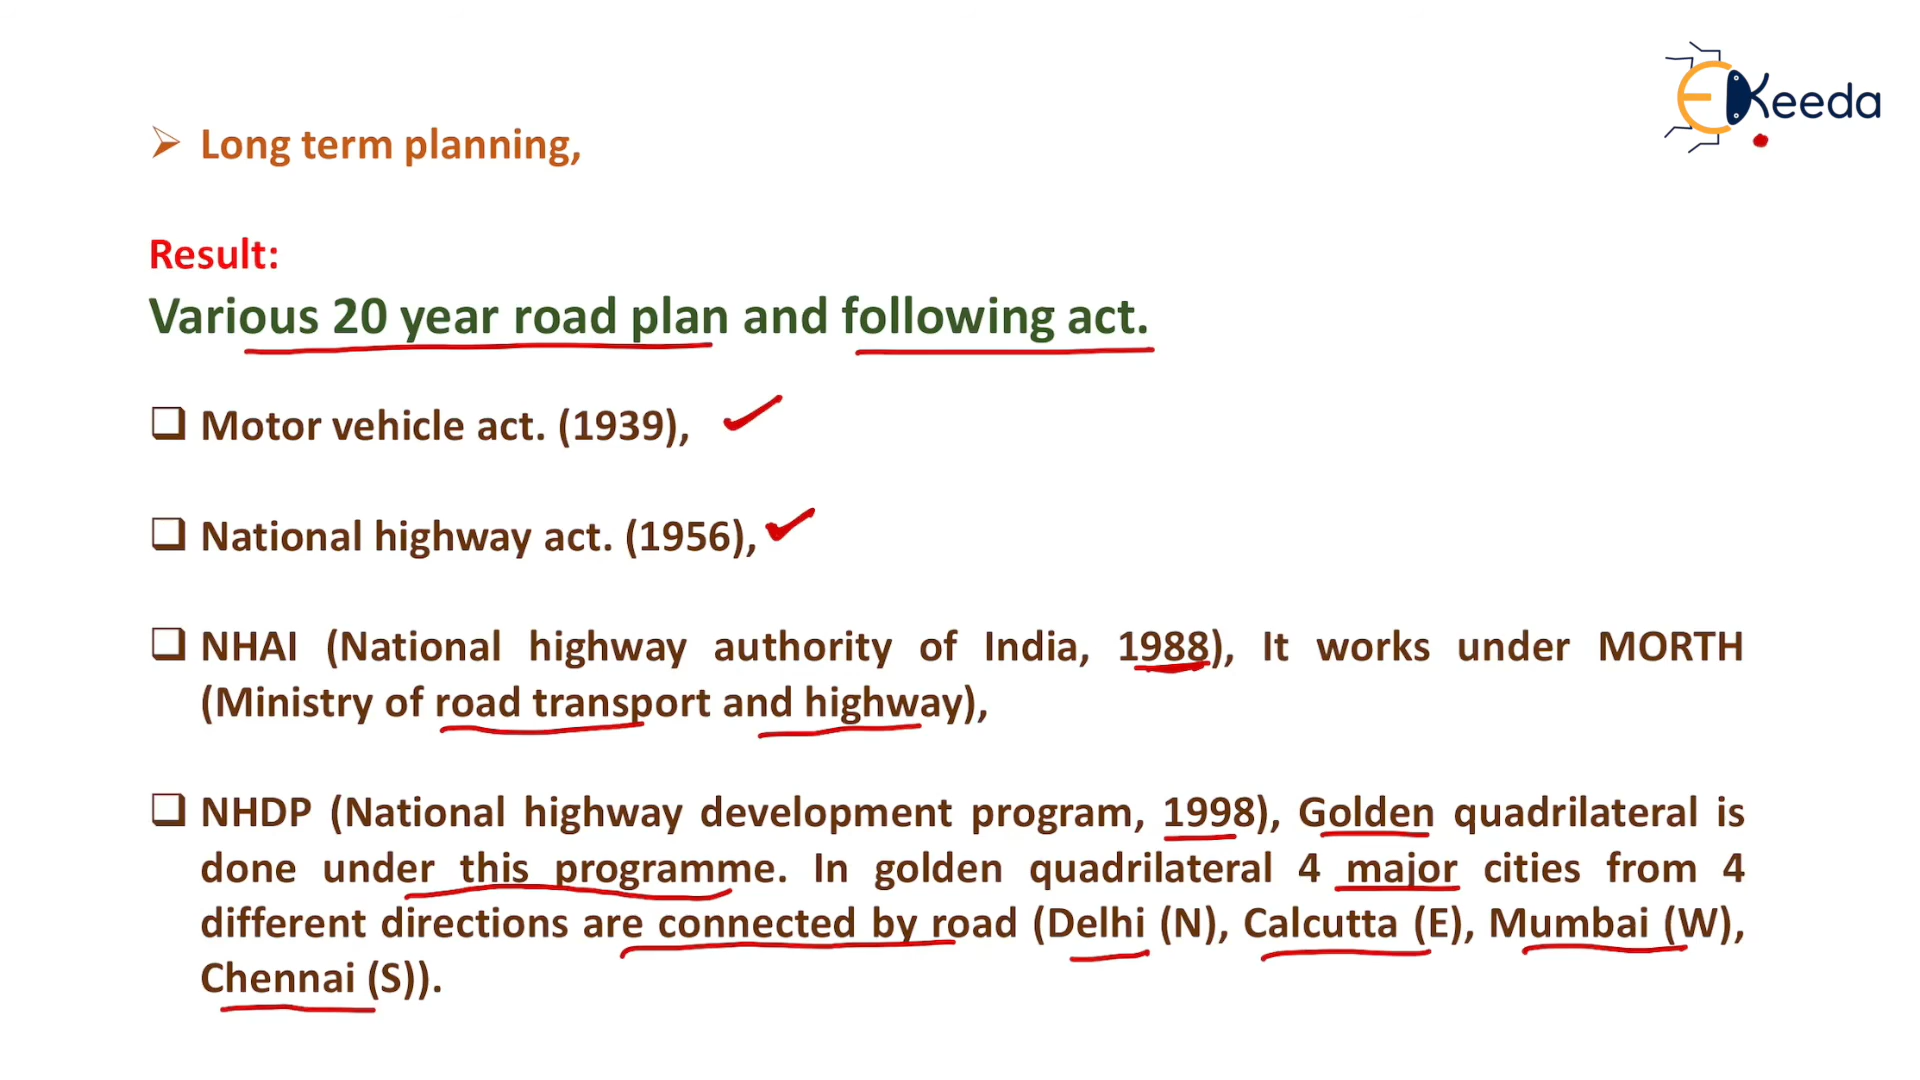 EKeeda
➢ Long term planning,
Result:
Various 20 year road plan and following act.
❑ Motor vehicle act. (1939),
❑ National highway act. (1956),
❑ NHAI (National highway authority of India, 1988), It works under MORTH
(Ministry of road transport and highway),
❑ NHDP (National highway development program, 1998), Golden quadrilateral is
done under this programme. In golden quadrilateral 4 major cities from 4
different directions are connected by road (Delhi (N), Calcutta (E), Mumbai (W),
Chennai (S)).